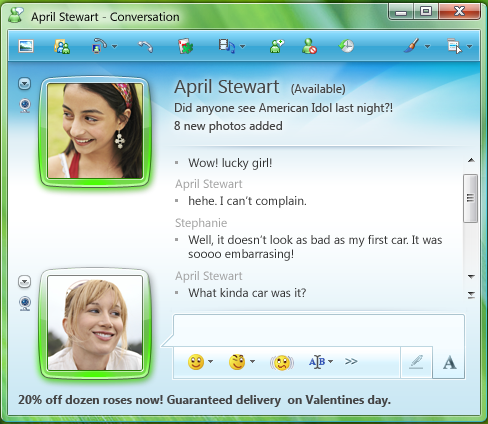 April Stewart - Conversation
April Stewart (Available)
Did anyone see American Idol last night?!
8 new photos added
Wow! lucky girl!
April Stewart
hehe. I can't complain.
Stephanie
Well, it doesn't look as bad as my first car. It was
soooo embarrasing!
April Stewart
What kinda car was it?
AB
>>
A
20% off dozen roses now! Guaranteed delivery on Valentines day.